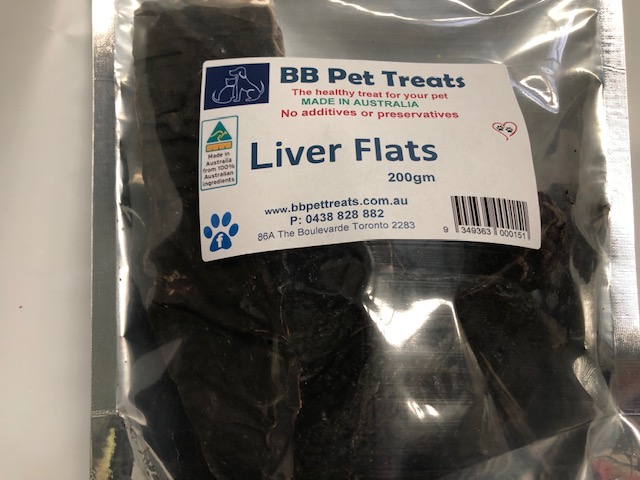 BB Pet Treats
The healthy treat for your pet
MADE IN AUSTRALIA
No additives or preservatives
Made in
Australia
from 100%
Australian
ingredients
Liver Flats
200gm
www.bbpettreats.com.au
P: 0438 828 882
86A The Boulevarde Toronto 2283
9 349363 000151